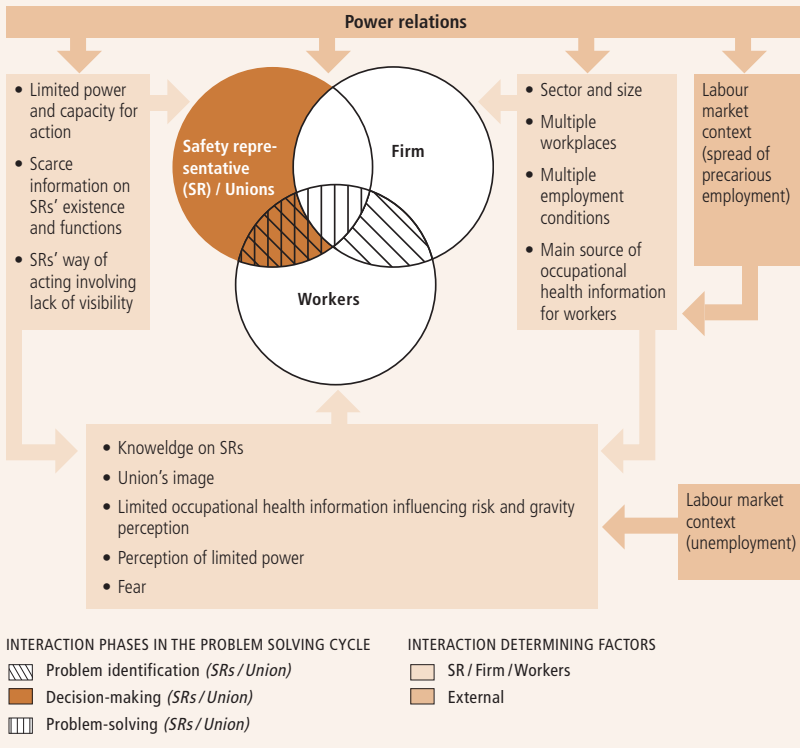 Power relations
• Limited power
and capacity for
action
• Scarce
information on
SRs' existence
and functions
• SRs' way of
acting involving
lack of visibility
Safety repre-
sentative
(SR) / Unions
Firm
Workers
• Sector and size
• Multiple
workplaces
• Multiple
employment
conditions
• Main source of
occupational
health information
for workers
Labour
market
context
(spread of
precarious
employment)
• Knoweldge on SRs
• Union's image
• Limited occupational health information influencing risk and gravity
perception
• Perception of limited power
• Fear
Labour market
context
(unemployment)
INTERACTION PHASES IN THE PROBLEM SOLVING CYCLE
Problem identification (SRs / Union)
Decision-making (SRs / Union)
Problem-solving (SRs / Union)
INTERACTION DETERMINING FACTORS
SR / Firm / Workers
External